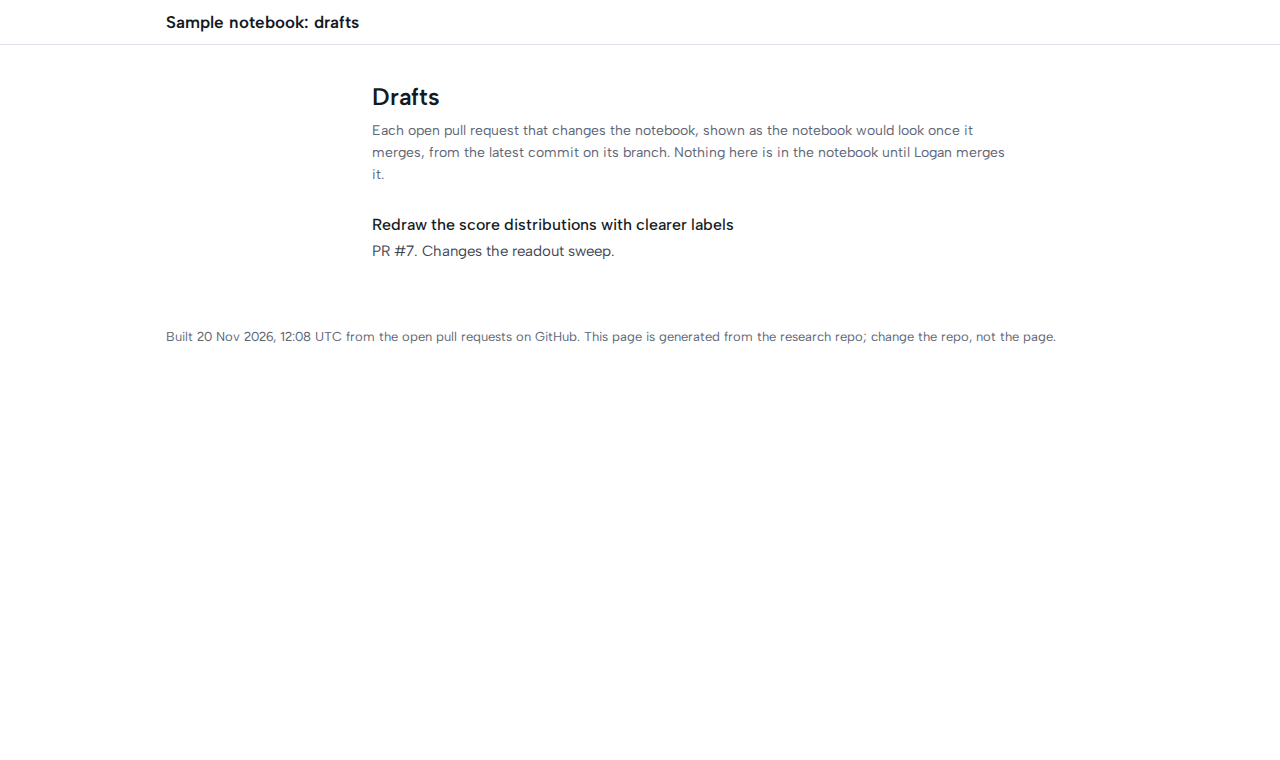 Sample notebook: drafts
Drafts
Each open pull request that changes the notebook, shown as the notebook would look once it
merges, from the latest commit on its branch. Nothing here is in the notebook until Logan merges
it.
Redraw the score distributions with clearer labels
PR #7. Changes the readout sweep.
Built 20 Nov 2026, 12:08 UTC from the open pull requests on GitHub. This page is generated from the research repo; change the repo, not the page.